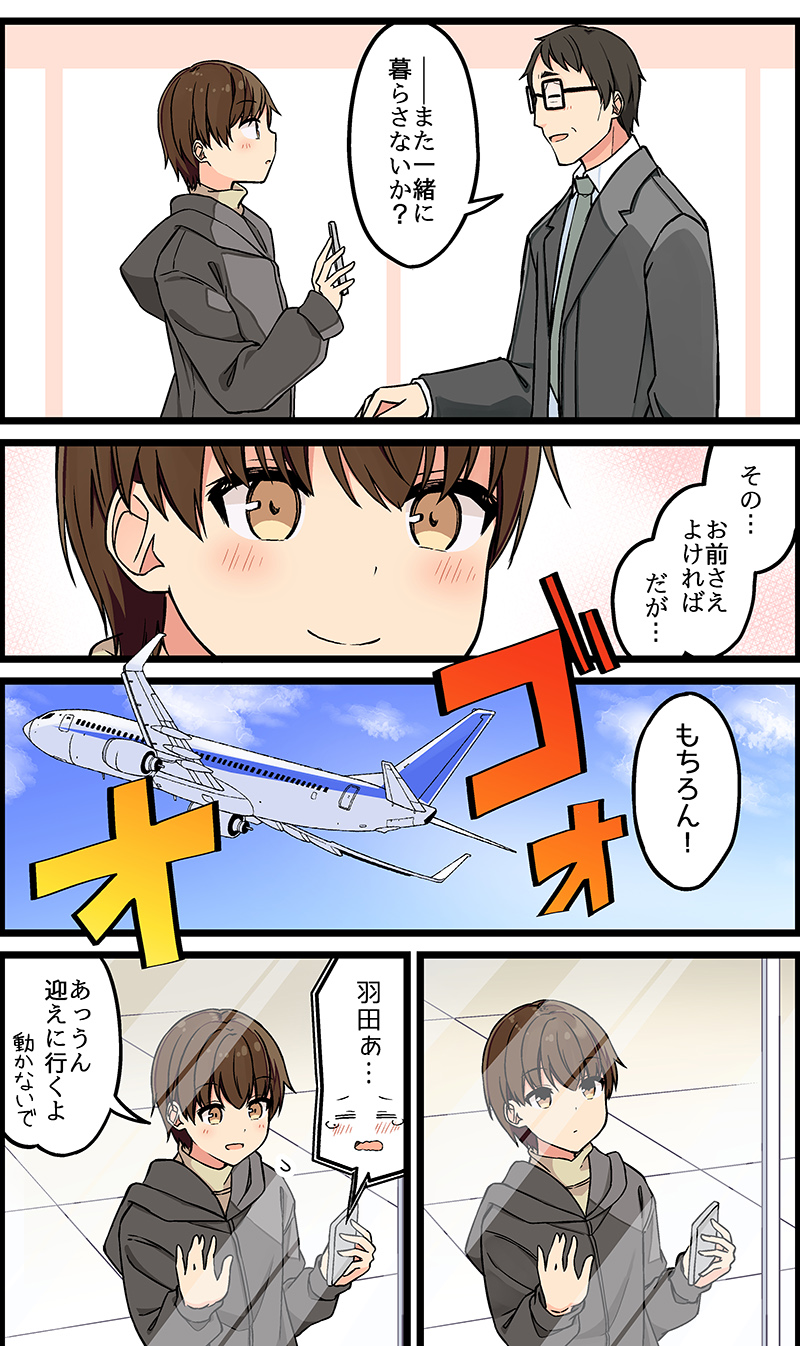 ――また一緒に
暮らさないか？
その…
お前さえ
よければ
だが…
もちろん！
ゴォオ
羽田あ…
あっうん
迎えに行くよ
動かないで